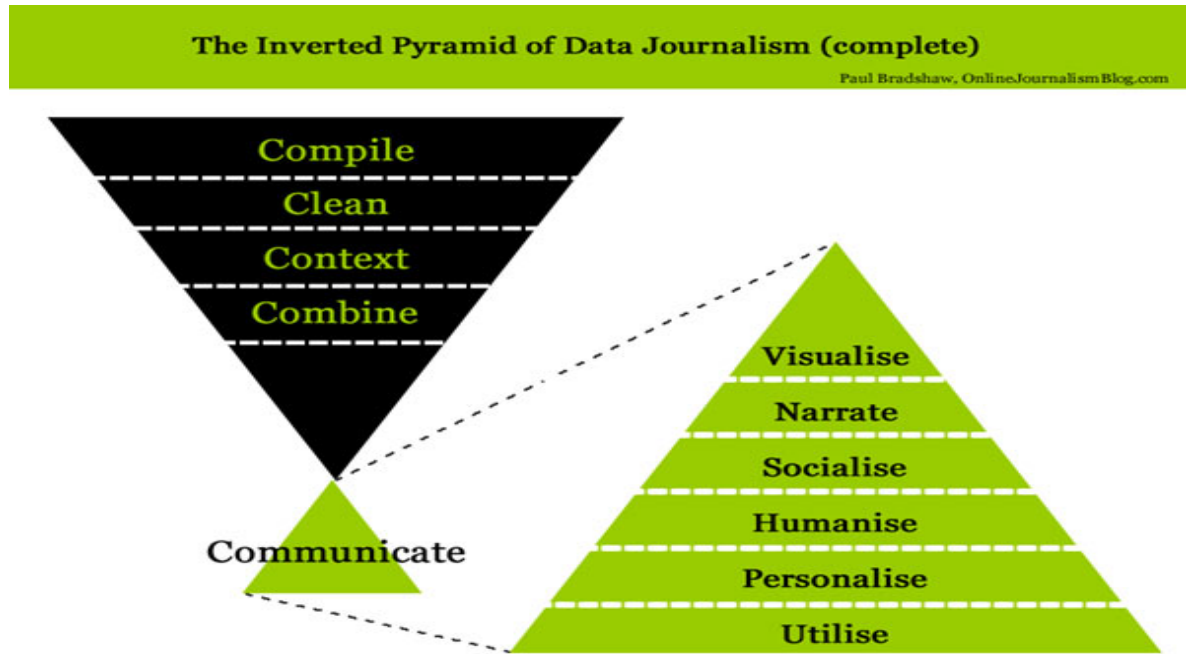 The Inverted Pyramid of Data Journalism (complete)
Paul Bradshaw, OnlineJournalismBlog.com
Compile
Clean
Context
Combine
Communicate
Visualise
Narrate
Socialise
Humanise
Personalise
Utilise